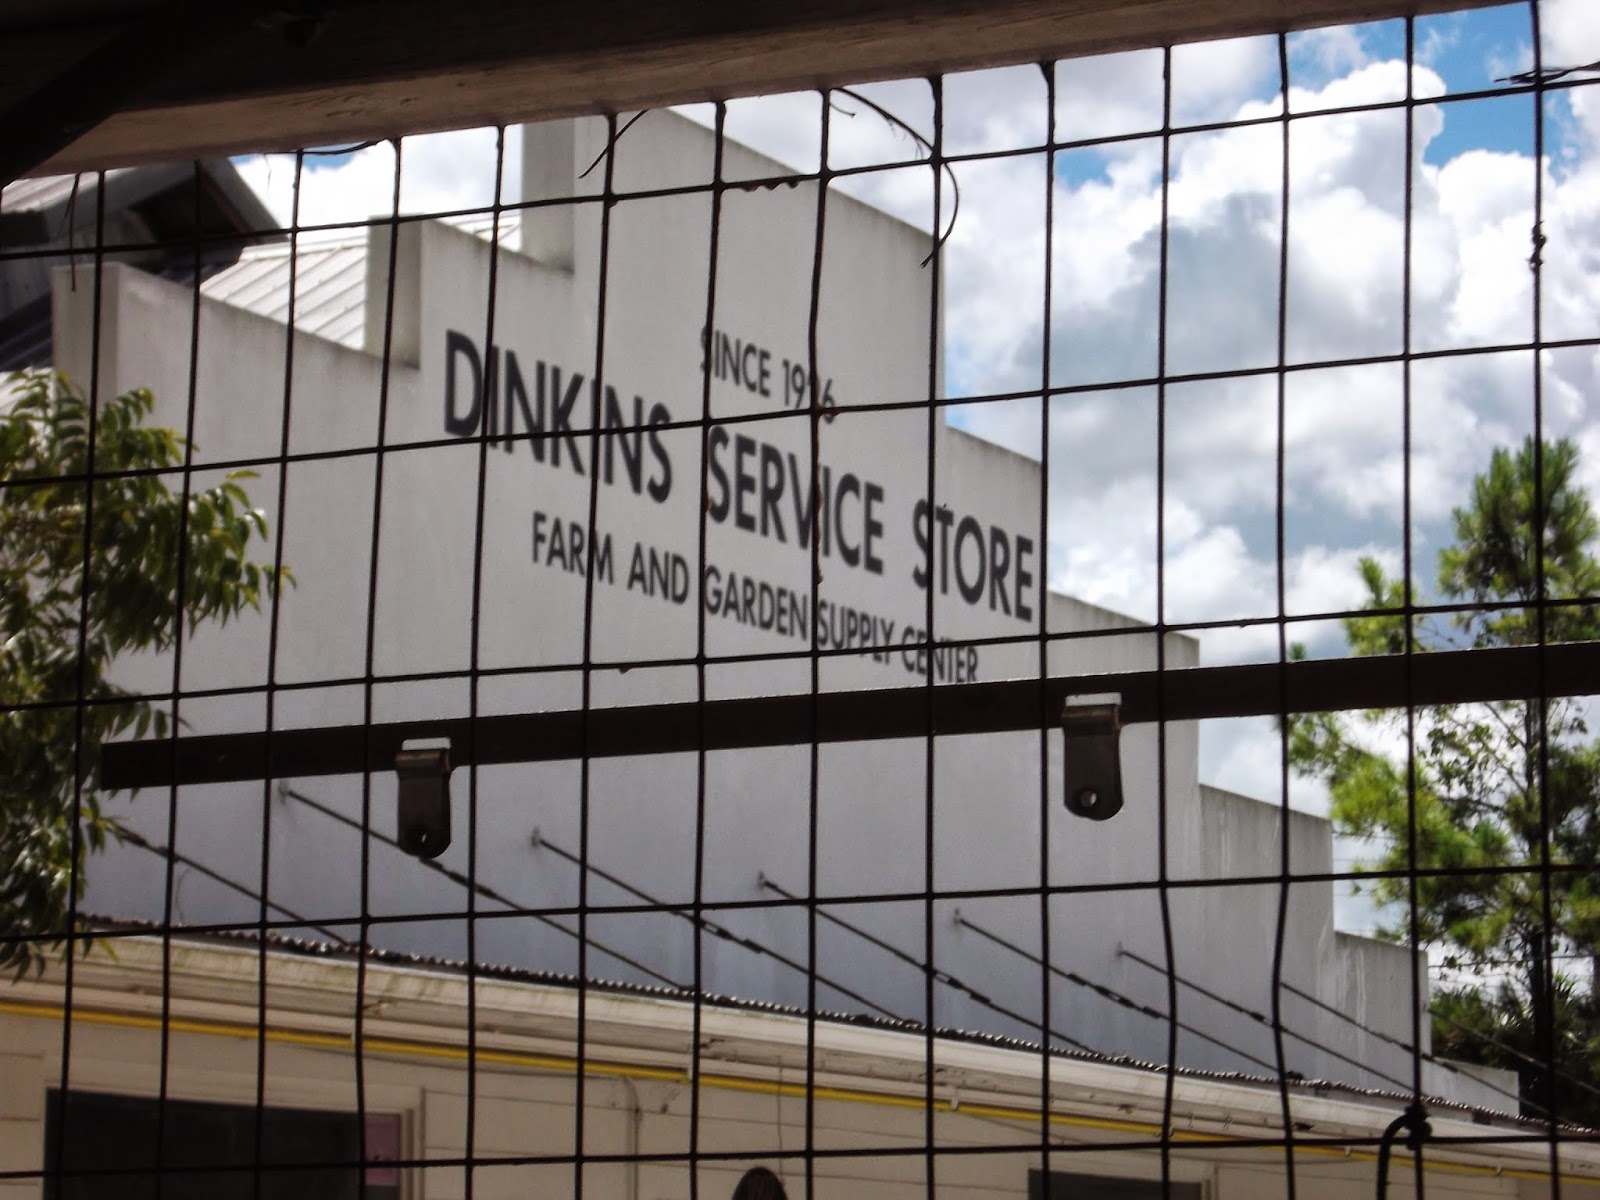 SINCE
DINKINS SERVICE STORE
FARM AND GARDEN SUPPLY CENTER